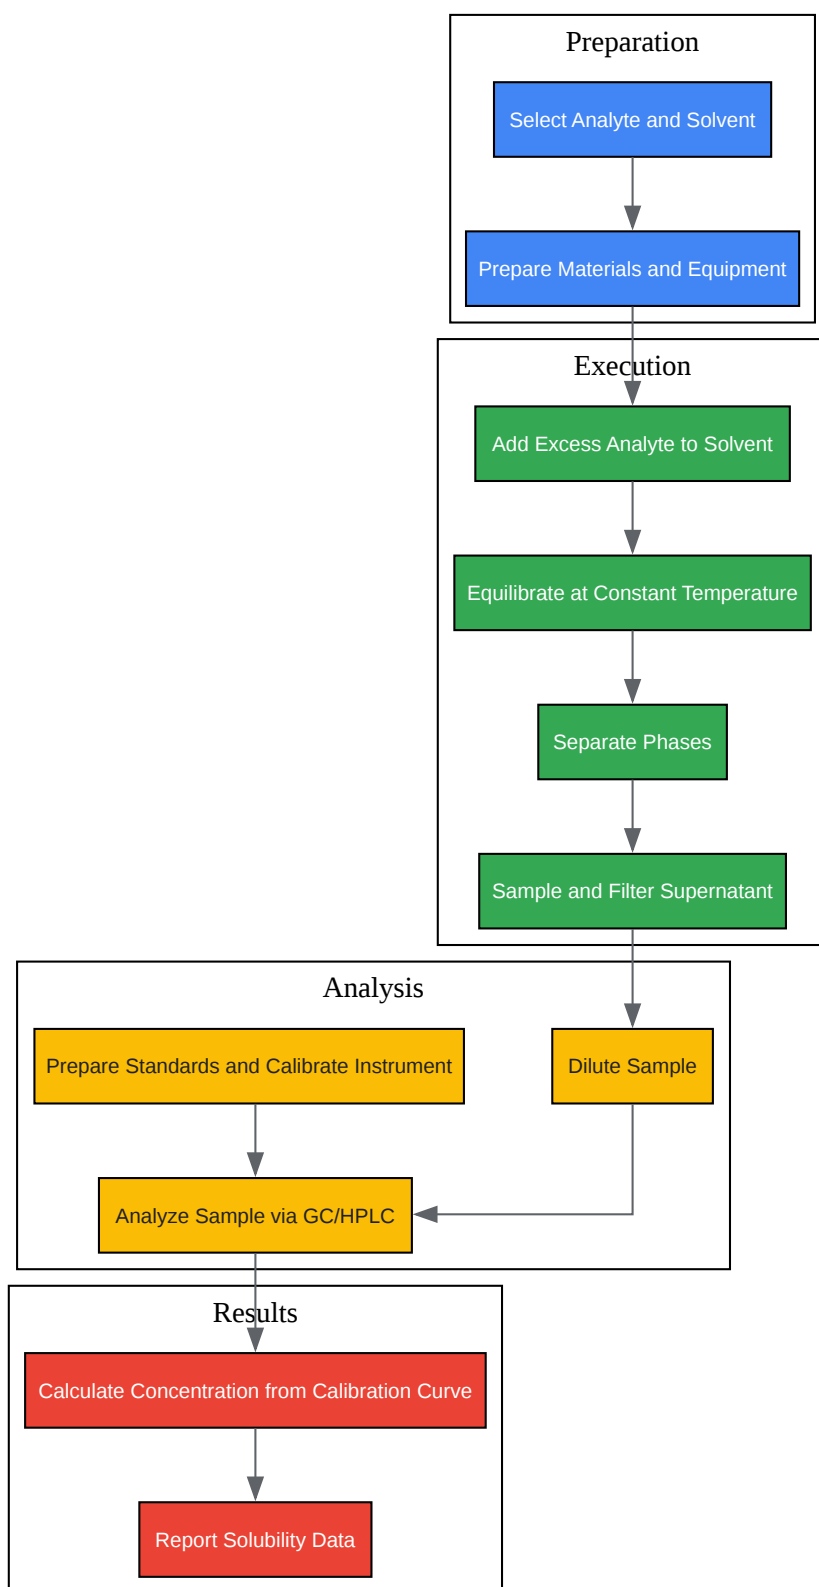 Preparation
Select Analyte and Solvent
Prepare Materials and Equipment
Execution
Add Excess Analyte to Solvent
Equilibrate at Constant Temperature
Separate Phases
Sample and Filter Supernatant
Analysis
Prepare Standards and Calibrate Instrument
Dilute Sample
Analyze Sample via GC/HPLC
Results
Calculate Concentration from Calibration Curve
Report Solubility Data